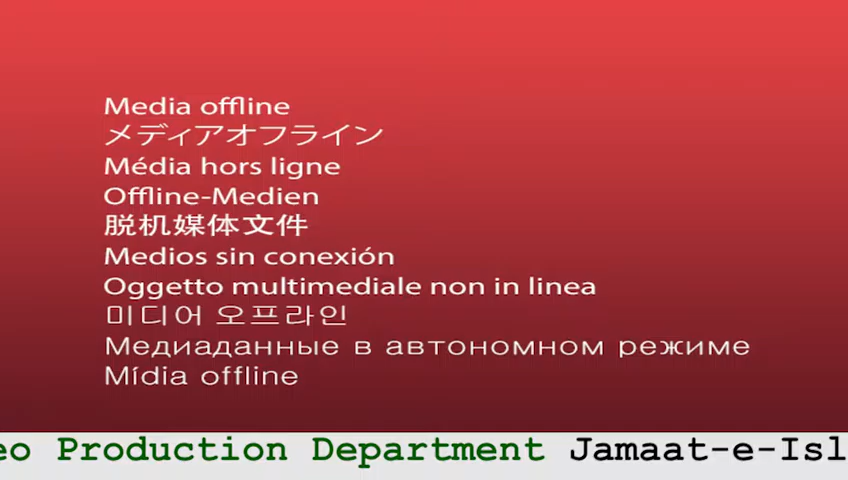 Media offline
メディアオフライン
Média hors ligne
Offline-Medien
脱机媒体文件
Medios sin conexión
Oggetto multimediale non in linea
미디어 오프라인
Медиаданные в автономном режиме
Mídia offline
eo Production Department Jamaat-e-Isl